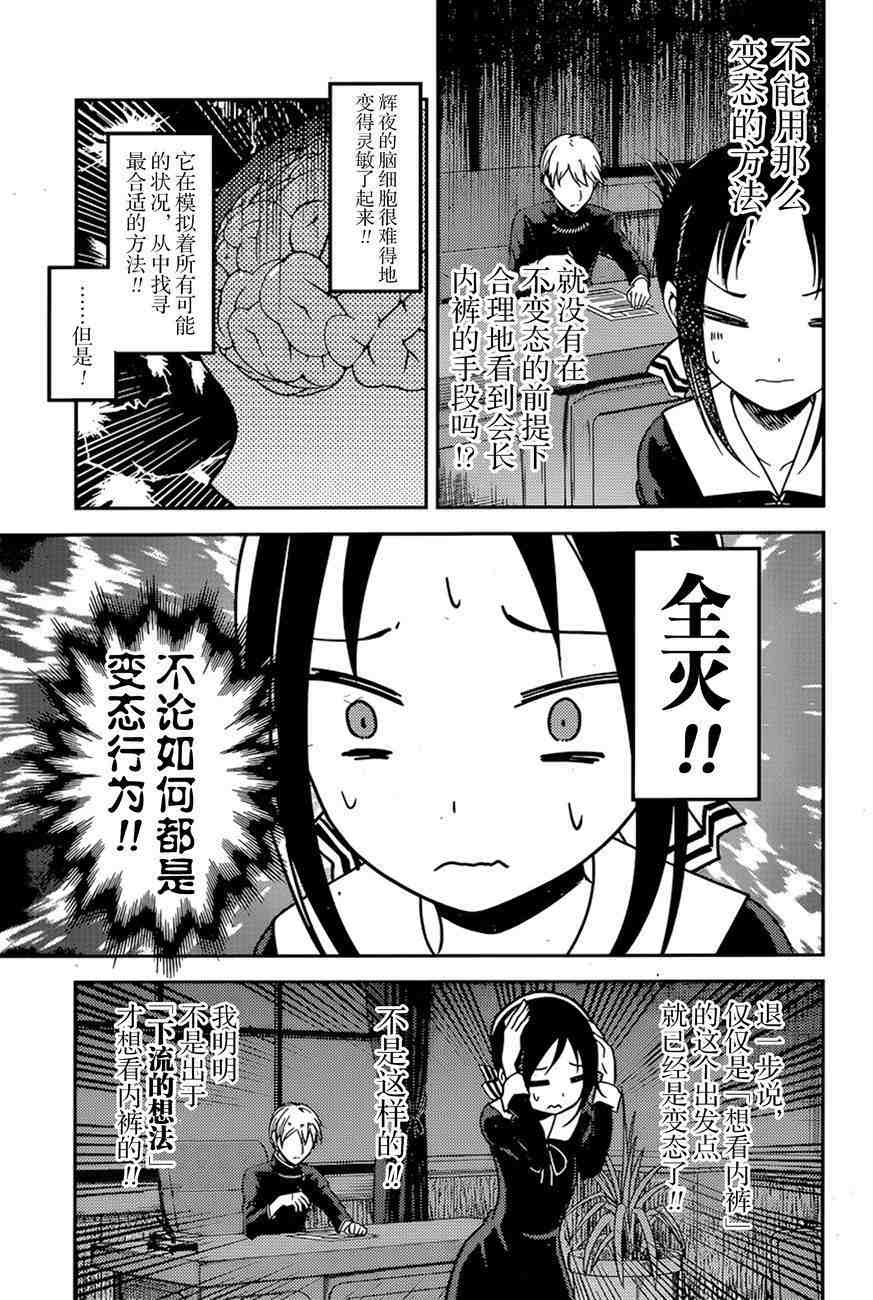 不能用那么
变态的方法！
就没有在
不变态的前提下
合理地看到会长
内裤的手段吗！？
辉夜的脑细胞很难得地
变得灵敏了起来！！
它在模拟着所有可能
的状况，从中找寻
最合适的方法！！
……但是！
全灭！！
不论如何都是
变态行为！！
退一步说，
仅仅是「想看内裤」
的这个出发点
就已经是变态了！！
不是这样的！！
我明明
不是出于
「下流的想法」
才想看内裤的！！